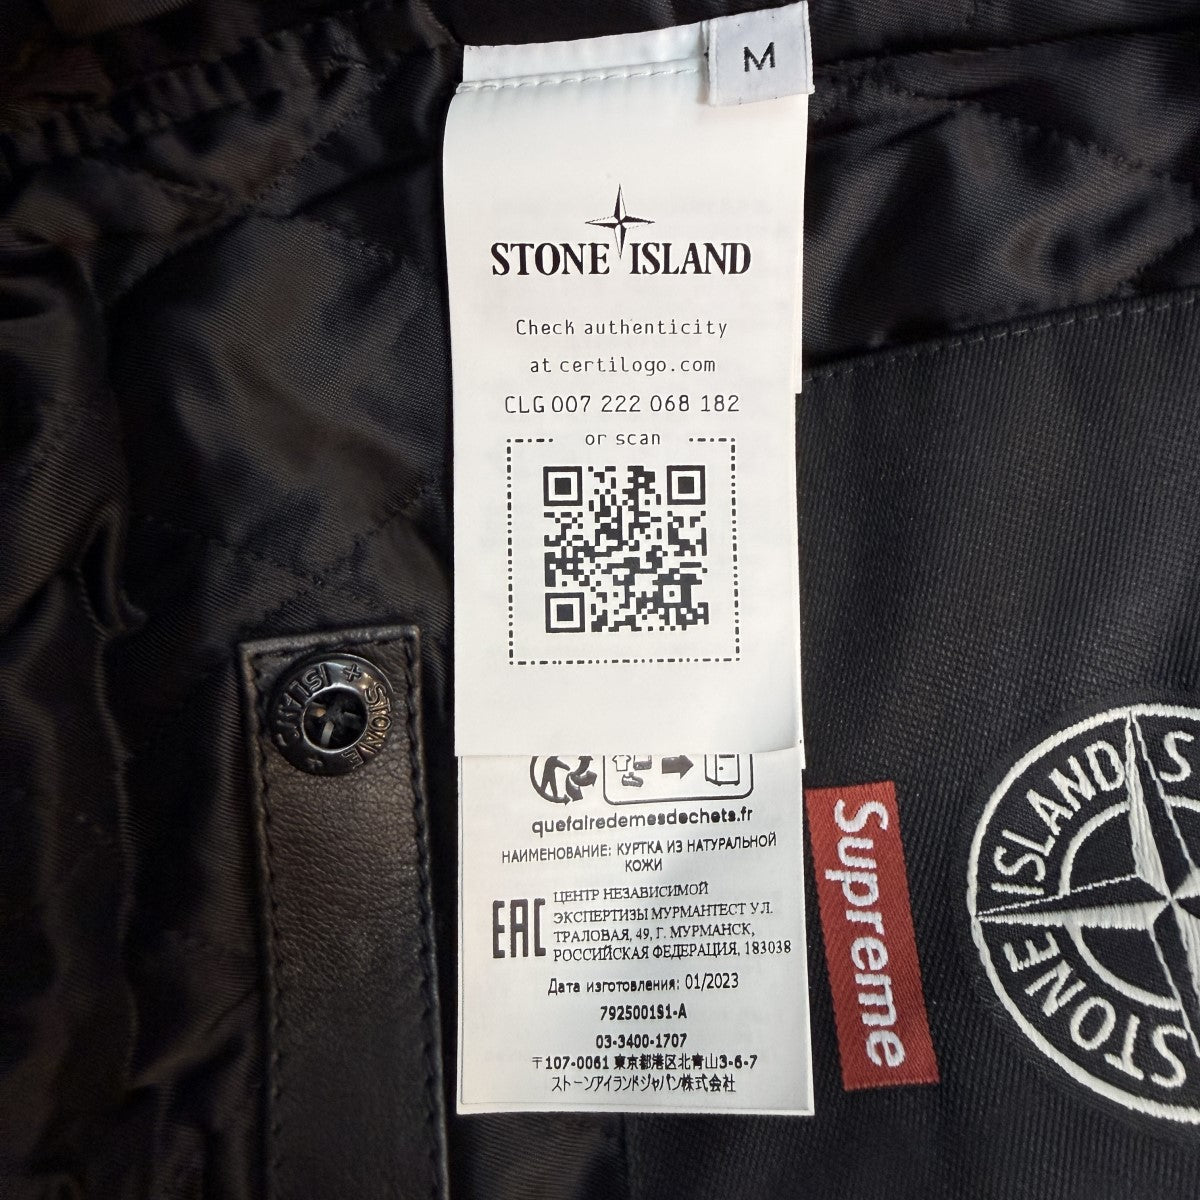 M
STONE ISLAND
Check authenticity
at certilogo.com
CLG 007 222 068 182
or scan
quefairedemesdechets.fr
НАИМЕНОВАНИЕ: КУРТКА ИЗ НАТУРАЛЬНОЙ
КОЖИ
EAC
ЦЕНТР НЕЗАВИСИМОЙ
ЭКСПЕРТИЗЫ МУРМАНТЕСТ УЛ.
ТРАЛОВАЯ, 49, Г. МУРМАНСК,
РОССИЙСКАЯ ФЕДЕРАЦИЯ, 183038
Дата изготовления: 01/2023
7925001S1-A
03-3400-1707
〒107-0061 東京都港区北青山3-6-7
ストーンアイランドジャパン株式会社
STONE ISLAN
Supreme
ISLAND S
STONE